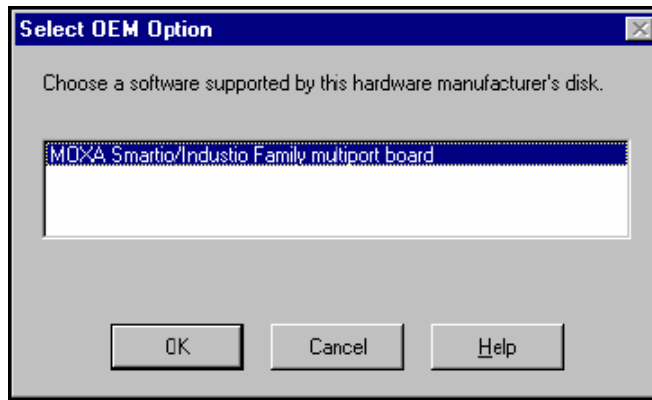 Select OEM Option
Choose a software supported by this hardware manufacturer's disk.
MOXA Smartio/Industio Family multiport board
OK
Cancel
Help